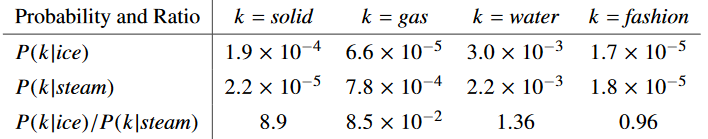 Probability and Ratio k = solid k = gas k = water k = fashion
P(k|ice) 1.9 × 10⁻⁴ 6.6 × 10⁻⁵ 3.0 × 10⁻³ 1.7 × 10⁻⁵
P(k|steam) 2.2 × 10⁻⁵ 7.8 × 10⁻⁴ 2.2 × 10⁻³ 1.8 × 10⁻⁵
P(k|ice)/P(k|steam) 8.9 8.5 × 10⁻² 1.36 0.96